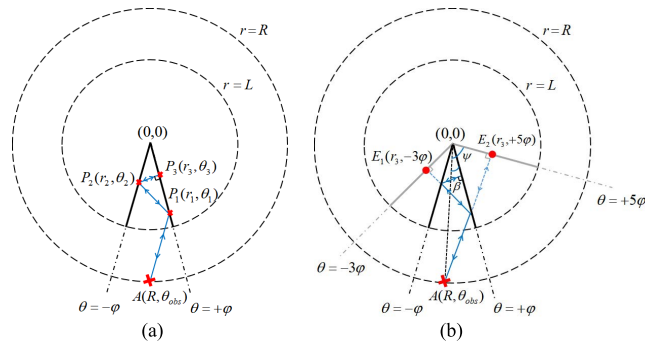 r = R
r = L
(0,0)
P₂(r₂,θ₂)
P₃(r₃,θ₃)
P₁(r₁,θ₁)
A(R,θobs)
θ=−φ
θ=+φ
(a)
r = R
r = L
(0,0)
E₁(r₃,−3φ)
E₂(r₃,+5φ)
ψ
β
θ=+5φ
θ=−3φ
A(R,θobs)
θ=−φ
θ=+φ
(b)